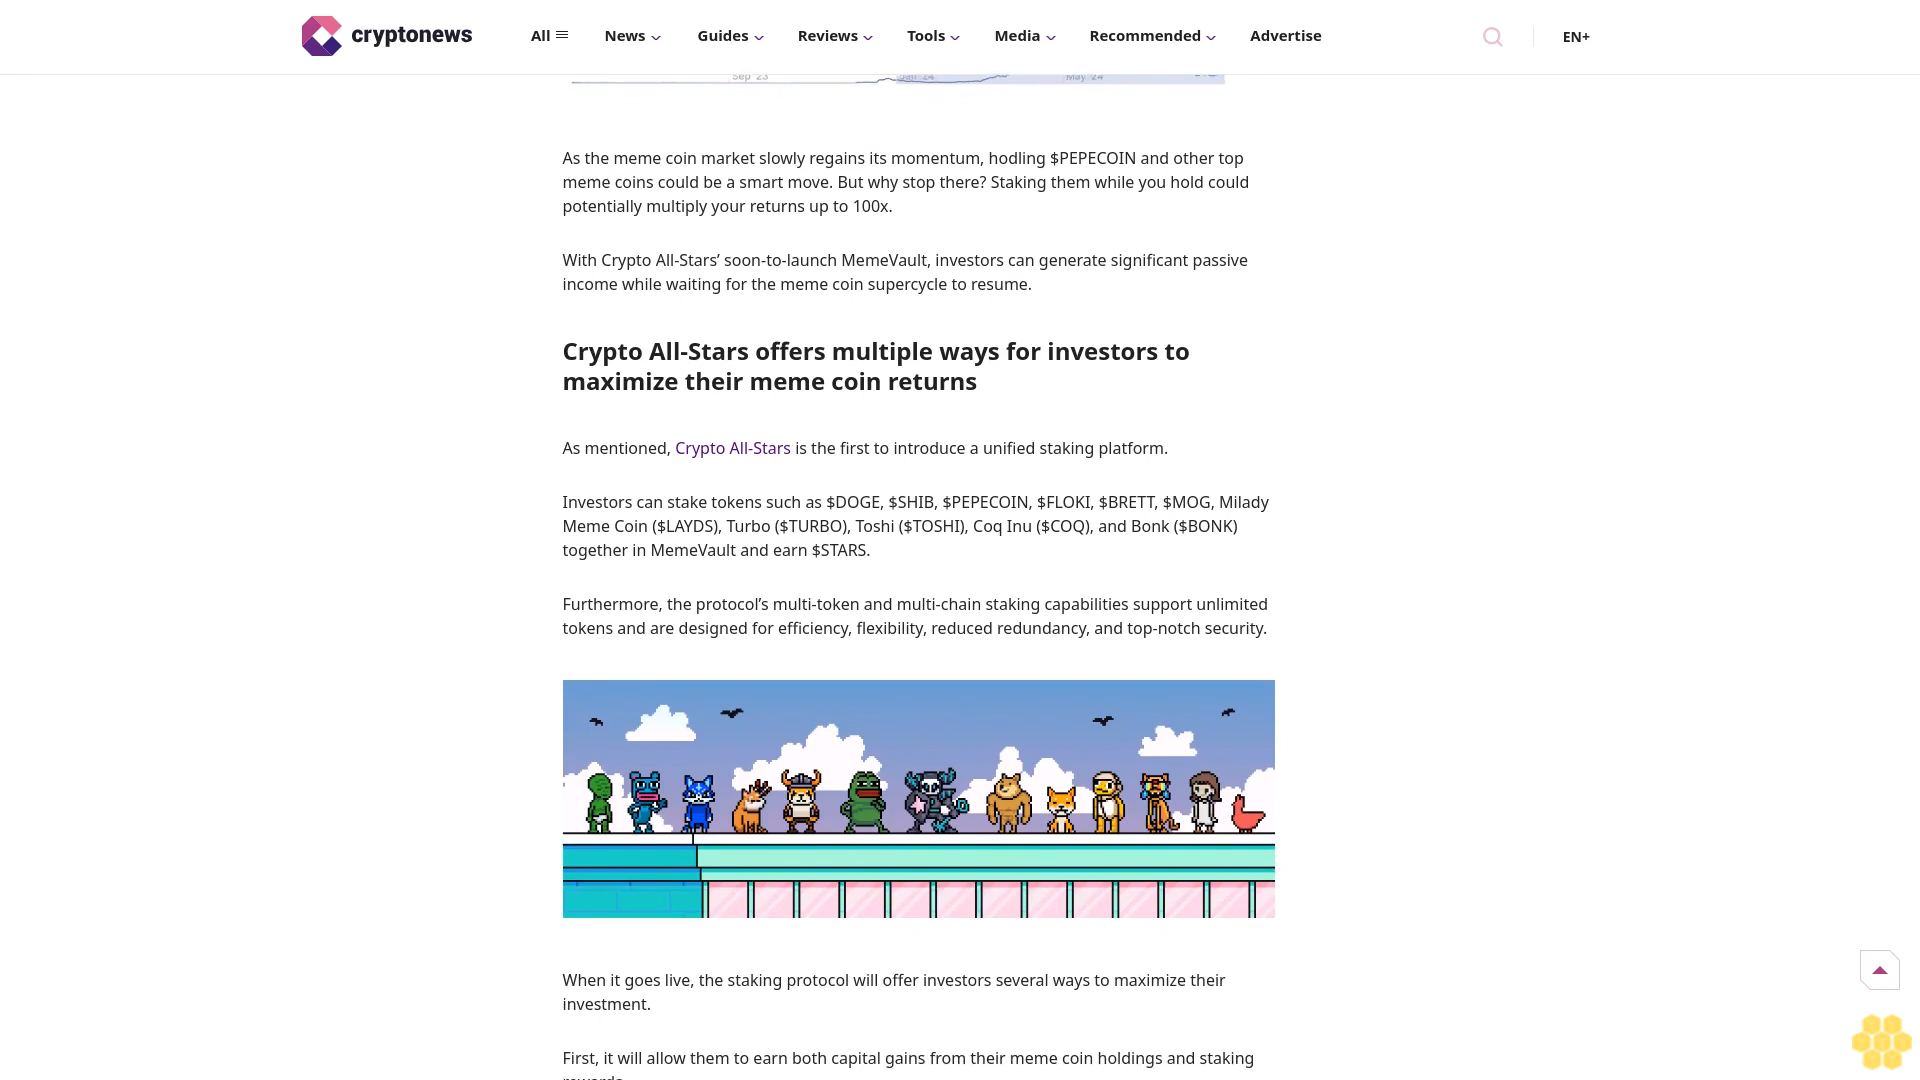 cryptonews
All
News
Guides
Reviews
Tools
Media
Recommended
Advertise
EN+
Sep '23
Jan '24
May '24
As the meme coin market slowly regains its momentum, hodling $PEPECOIN and other top
meme coins could be a smart move. But why stop there? Staking them while you hold could
potentially multiply your returns up to 100x.
With Crypto All-Stars’ soon-to-launch MemeVault, investors can generate significant passive
income while waiting for the meme coin supercycle to resume.
Crypto All-Stars offers multiple ways for investors to
maximize their meme coin returns
As mentioned, Crypto All-Stars is the first to introduce a unified staking platform.
Investors can stake tokens such as $DOGE, $SHIB, $PEPECOIN, $FLOKI, $BRETT, $MOG, Milady
Meme Coin ($LAYDS), Turbo ($TURBO), Toshi ($TOSHI), Coq Inu ($COQ), and Bonk ($BONK)
together in MemeVault and earn $STARS.
Furthermore, the protocol’s multi-token and multi-chain staking capabilities support unlimited
tokens and are designed for efficiency, flexibility, reduced redundancy, and top-notch security.
When it goes live, the staking protocol will offer investors several ways to maximize their
investment.
First, it will allow them to earn both capital gains from their meme coin holdings and staking